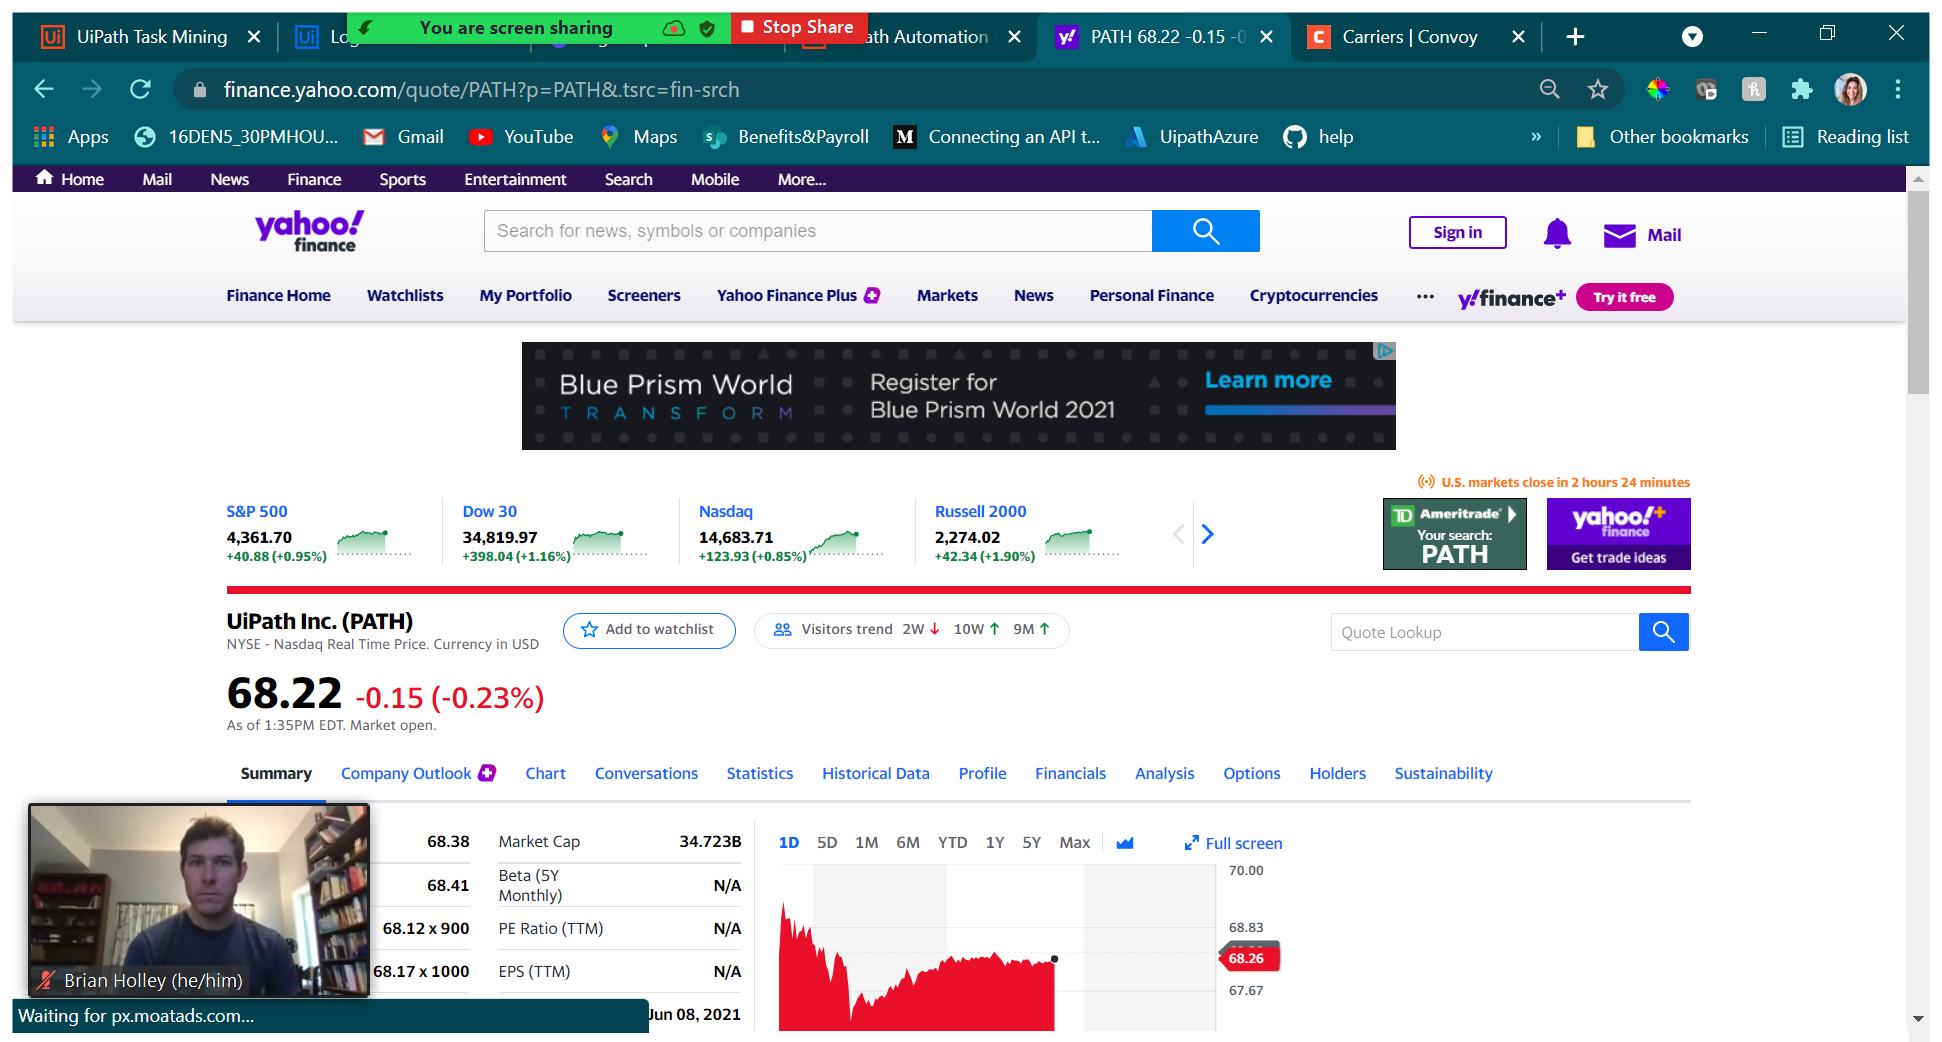 UiPath Task Mining
Lo
You are screen sharing
Stop Share
ath Automation
PATH 68.22 -0.15 -0
Carriers | Convoy
finance.yahoo.com/quote/PATH?p=PATH&.tsrc=fin-srch
Apps
16DEN5_30PMHOU...
Gmail
YouTube
Maps
Benefits&Payroll
Connecting an API t...
UipathAzure
help
»
Other bookmarks
Reading list
Home
Mail
News
Finance
Sports
Entertainment
Search
Mobile
More...
yahoo!
finance
Search for news, symbols or companies
Sign in
Mail
Finance Home
Watchlists
My Portfolio
Screeners
Yahoo Finance Plus
Markets
News
Personal Finance
Cryptocurrencies
...
y!finance+
Try it free
Blue Prism World
TRANSFORM
Register for
Blue Prism World 2021
Learn more
U.S. markets close in 2 hours 24 minutes
S&P 500
4,361.70
+40.88 (+0.95%)
Dow 30
34,819.97
+398.04 (+1.16%)
Nasdaq
14,683.71
+123.93 (+0.85%)
Russell 2000
2,274.02
+42.34 (+1.90%)
TD Ameritrade
Your search:
PATH
yahoo!+
finance
Get trade ideas
UiPath Inc. (PATH)
NYSE - Nasdaq Real Time Price. Currency in USD
Add to watchlist
Visitors trend 2W ↓ 10W ↑ 9M ↑
Quote Lookup
68.22 -0.15 (-0.23%)
As of 1:35PM EDT. Market open.
Summary
Company Outlook
Chart
Conversations
Statistics
Historical Data
Profile
Financials
Analysis
Options
Holders
Sustainability
68.38
68.41
68.12 x 900
68.17 x 1000
Market Cap 34.723B
Beta (5Y
Monthly) N/A
PE Ratio (TTM) N/A
EPS (TTM) N/A
Jun 08, 2021
1D 5D 1M 6M YTD 1Y 5Y Max
Full screen
70.00
68.83
68.26
67.67
Brian Holley (he/him)
Waiting for px.moatads.com...